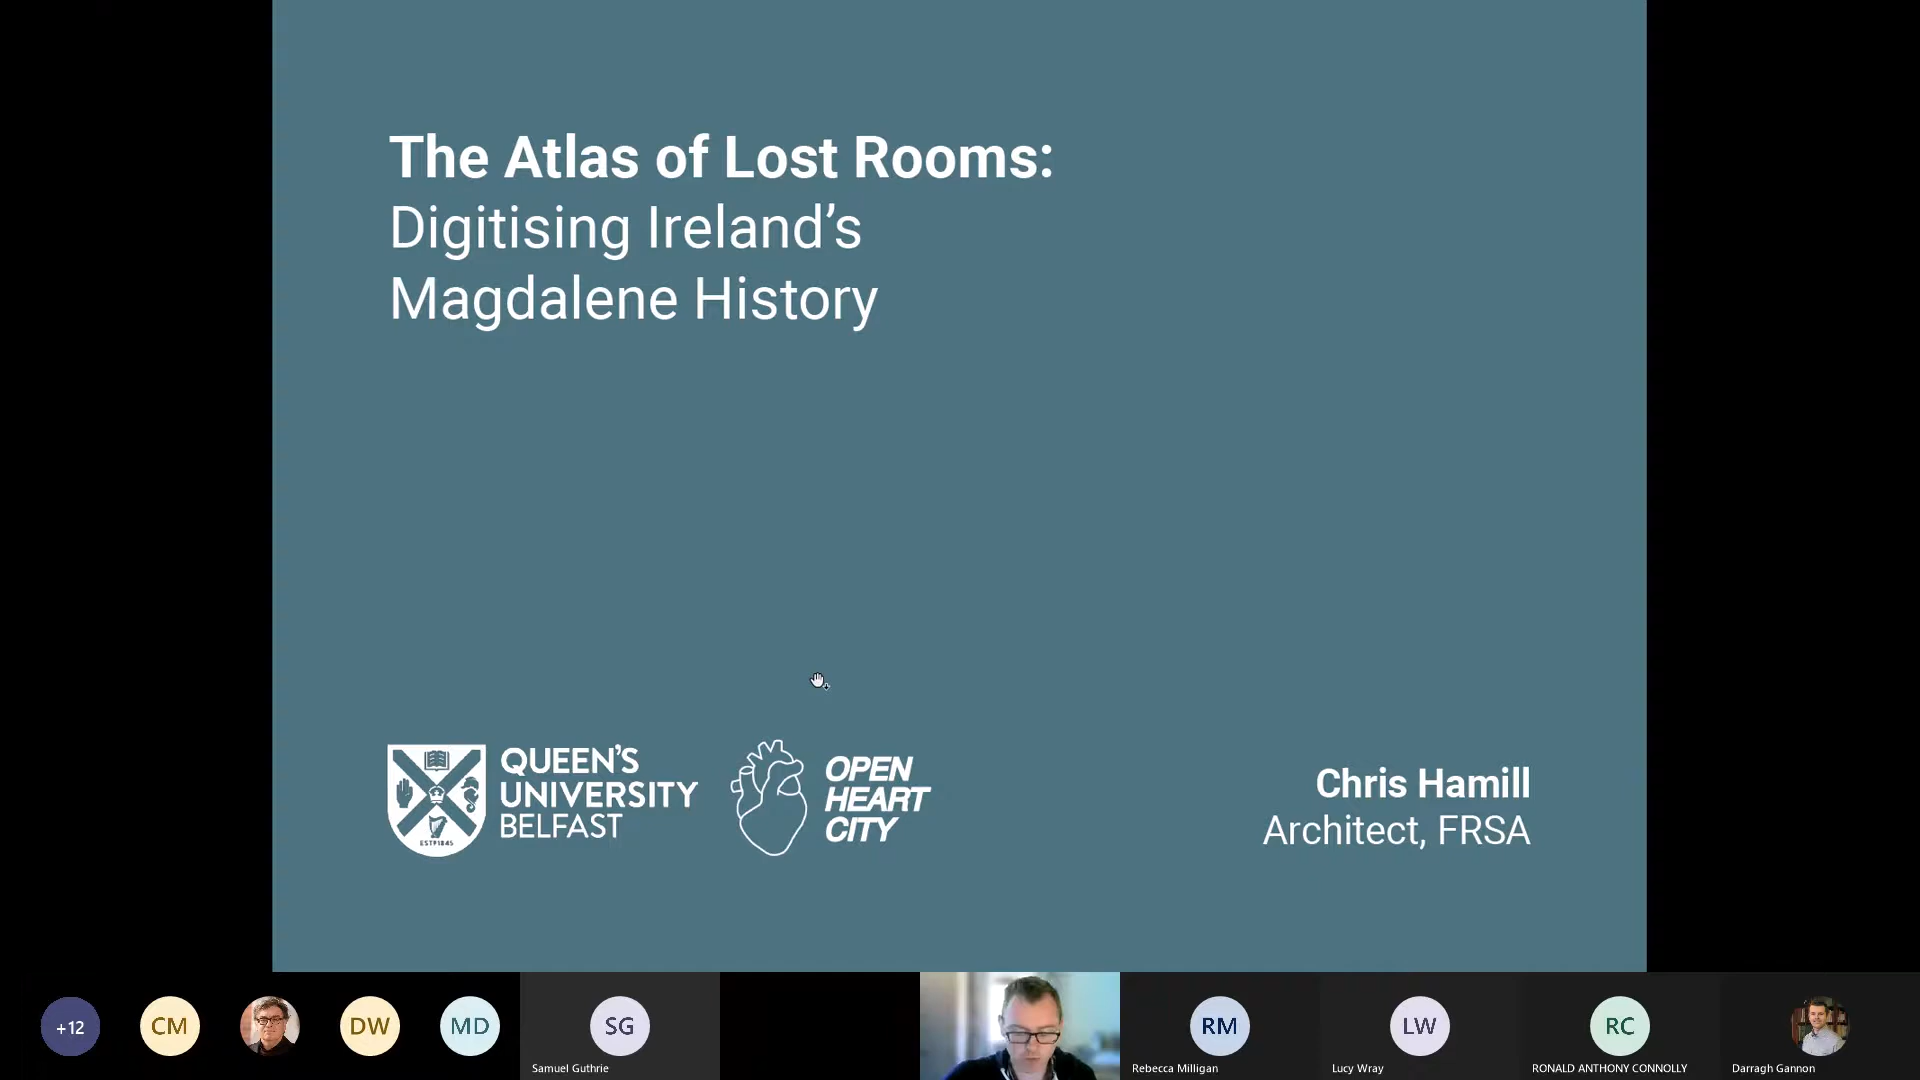 The Atlas of Lost Rooms:
Digitising Ireland’s
Magdalene History
QUEEN’S
UNIVERSITY
BELFAST
ESTD1845
OPEN
HEART
CITY
Chris Hamill
Architect, FRSA
+12
CM
DW
MD
SG
Samuel Guthrie
RM
Rebecca Milligan
LW
Lucy Wray
RC
RONALD ANTHONY CONNOLLY
Darragh Gannon